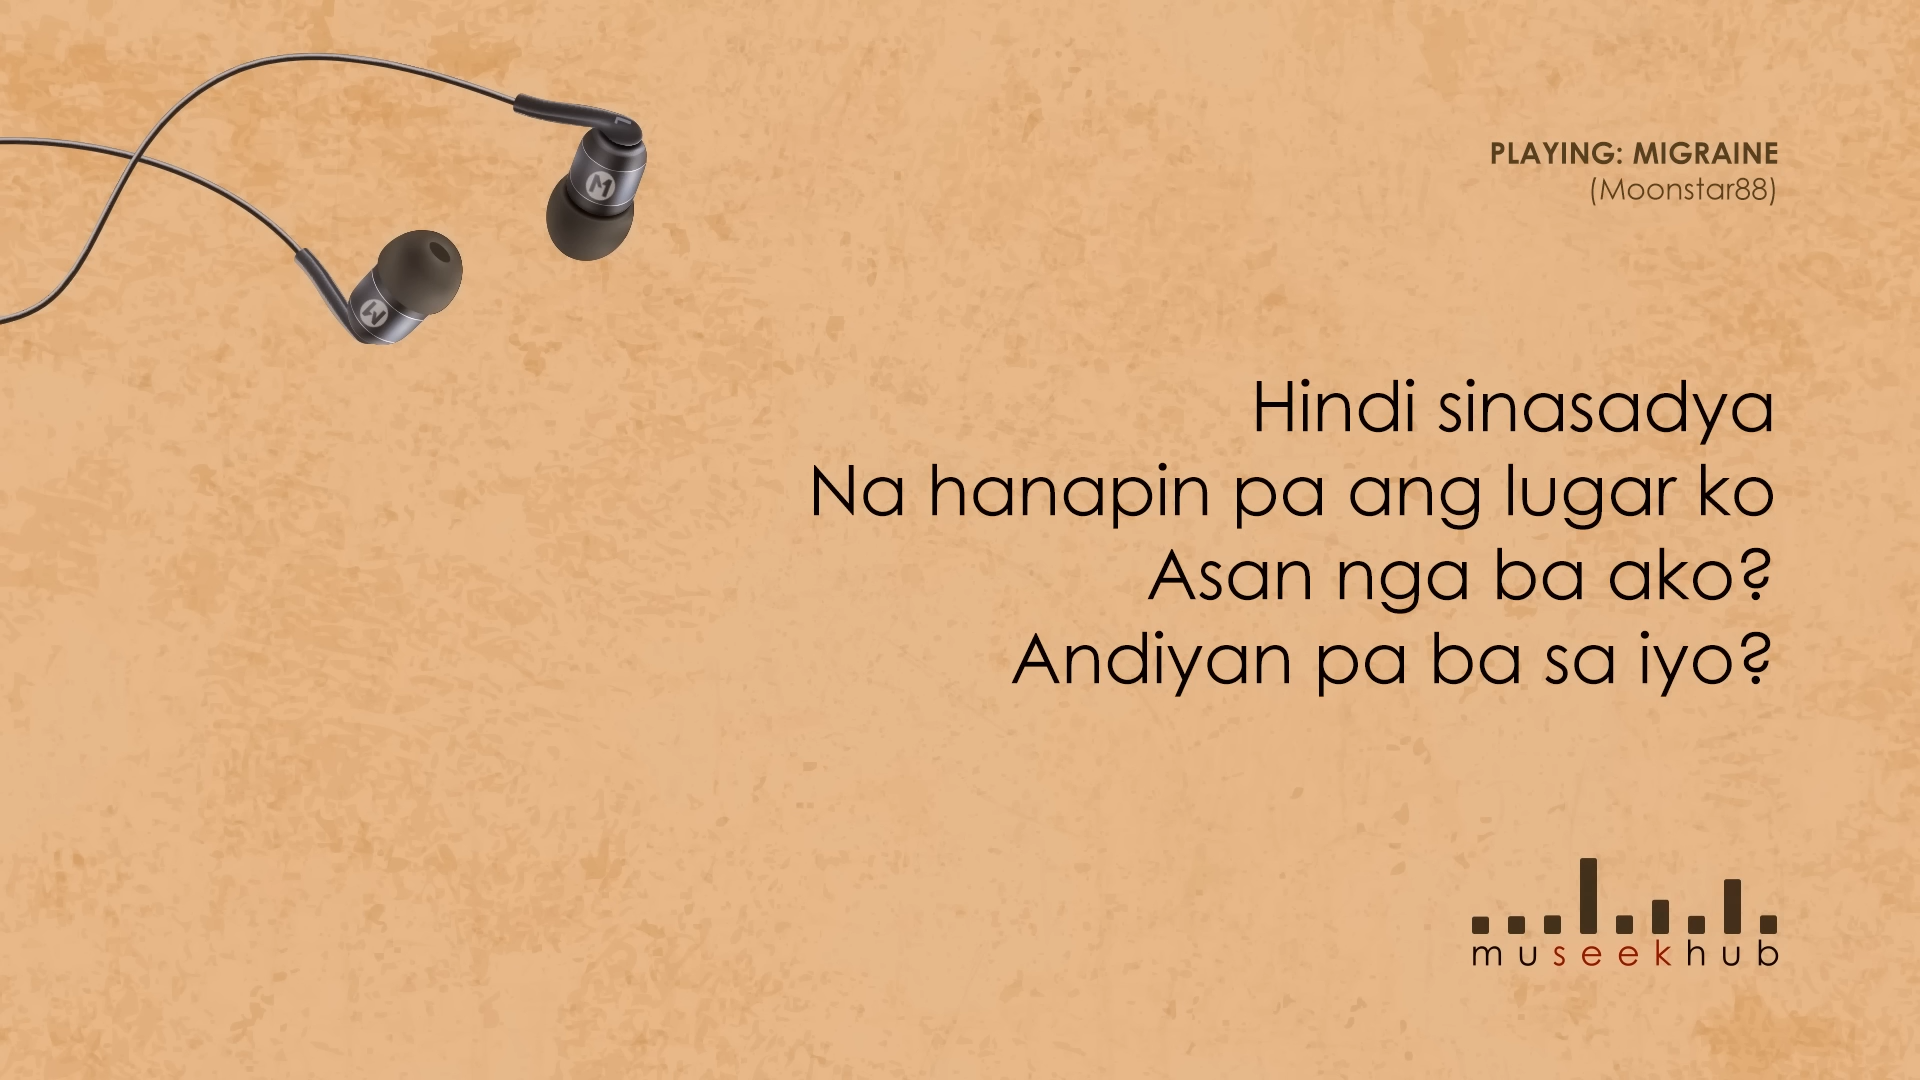 PLAYING: MIGRAINE
(Moonstar88)
Hindi sinasadya
Na hanapin pa ang lugar ko
Asan nga ba ako?
Andiyan pa ba sa iyo?
museekhub
L
M
M